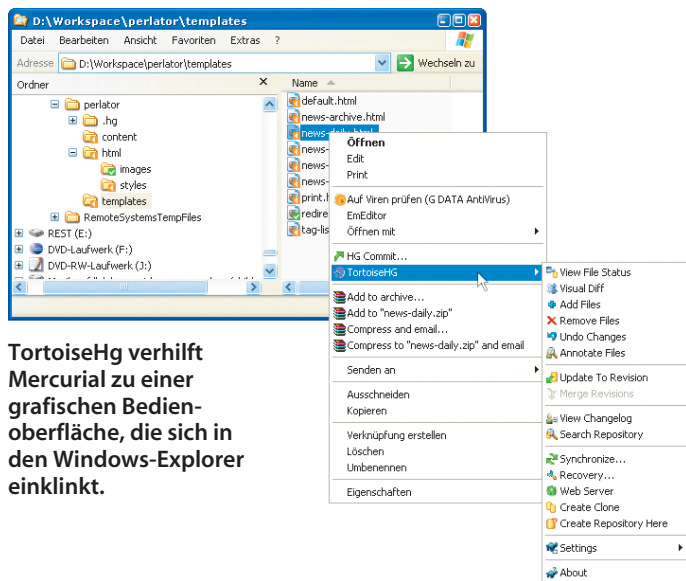 D:\Workspace\perlator\templates
Datei Bearbeiten Ansicht Favoriten Extras ?
Adresse D:\Workspace\perlator\templates Wechseln zu
Ordner
perlator
.hg
content
html
images
styles
templates
RemoteSystemsTempFiles
REST (E:)
DVD-Laufwerk (F:)
DVD-RW-Laufwerk (J:)
Name
default.html
news-archive.html
news-daily.html
news-
news-
news-
print.h
redire
tag-lis
Öffnen
Edit
Print
Auf Viren prüfen (G DATA AntiVirus)
EmEditor
Öffnen mit
HG Commit...
TortoiseHG
Add to archive...
Add to "news-daily.zip"
Compress and email...
Compress to "news-daily.zip" and email
Senden an
Ausschneiden
Kopieren
Verknüpfung erstellen
Löschen
Umbenennen
Eigenschaften
View File Status
Visual Diff
Add Files
Remove Files
Undo Changes
Annotate Files
Update To Revision
Merge Revisions
View Changelog
Search Repository
Synchronize...
Recovery...
Web Server
Create Clone
Create Repository Here
Settings
About
TortoiseHg verhilft
Mercurial zu einer
grafischen Bedien-
oberfläche, die sich in
den Windows-Explorer
einklinkt.